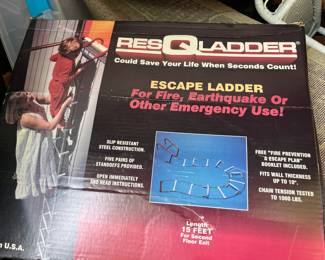 RESQLADDER
Could Save Your Life When Seconds Count!
ESCAPE LADDER
For Fire, Earthquake Or
Other Emergency Use!
SLIP RESISTANT
STEEL CONSTRUCTION.
FIVE PAIRS OF
STANDOFFS PROVIDED.
OPEN IMMEDIATELY
AND READ INSTRUCTIONS.
FREE "FIRE PREVENTION
& ESCAPE PLAN"
BOOKLET INCLUDED.
FITS WALL THICKNESS
UP TO 10".
CHAIN TENSION TESTED
TO 1000 LBS.
Length:
15 FEET
For Second
Floor Exit
U.S.A.